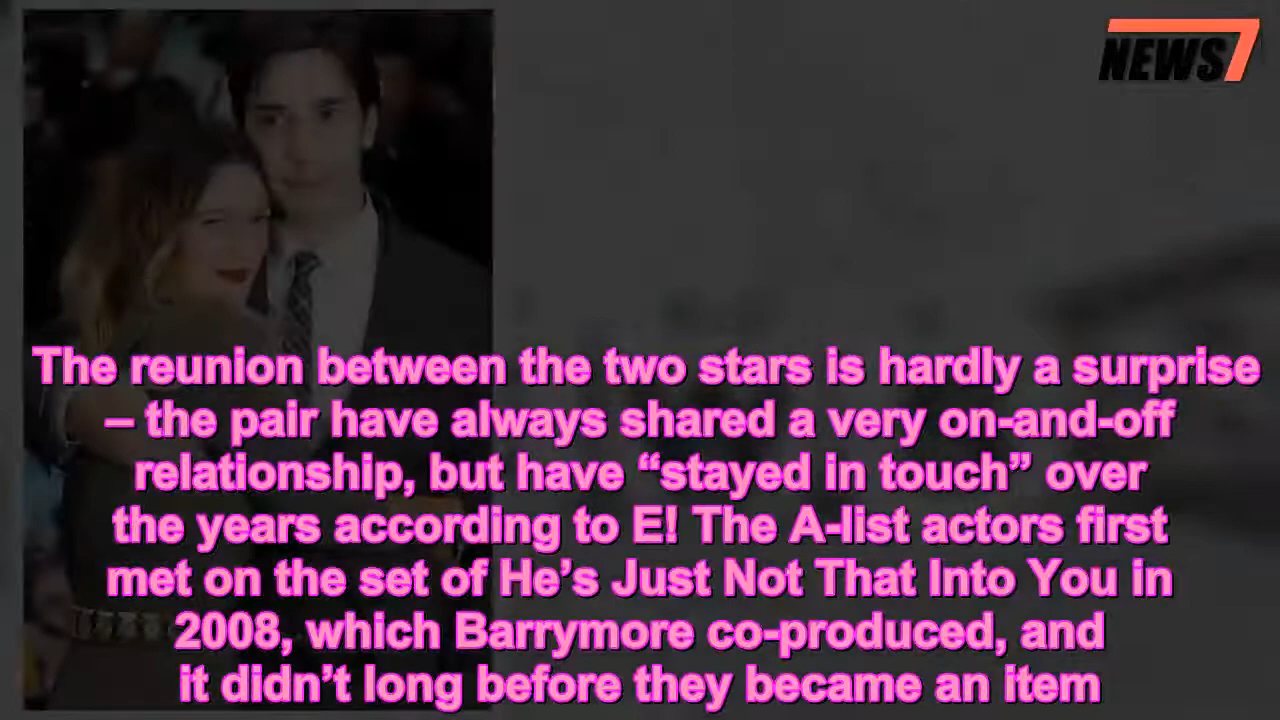 NEWS7
The reunion between the two stars is hardly a surprise
– the pair have always shared a very on-and-off
relationship, but have “stayed in touch” over
the years according to E! The A-list actors first
met on the set of He’s Just Not That Into You in
2008, which Barrymore co-produced, and
it didn’t long before they became an item